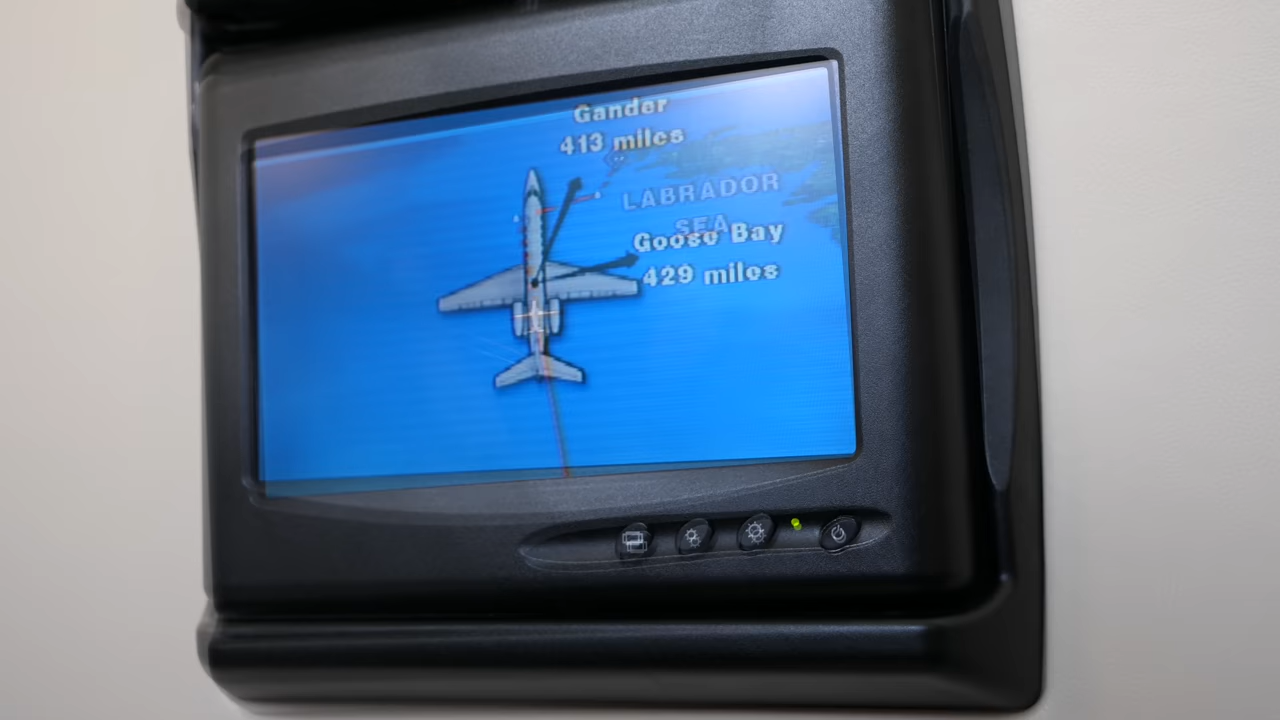 Gander
413 miles
LABRADOR
SEA
Goose Bay
429 miles